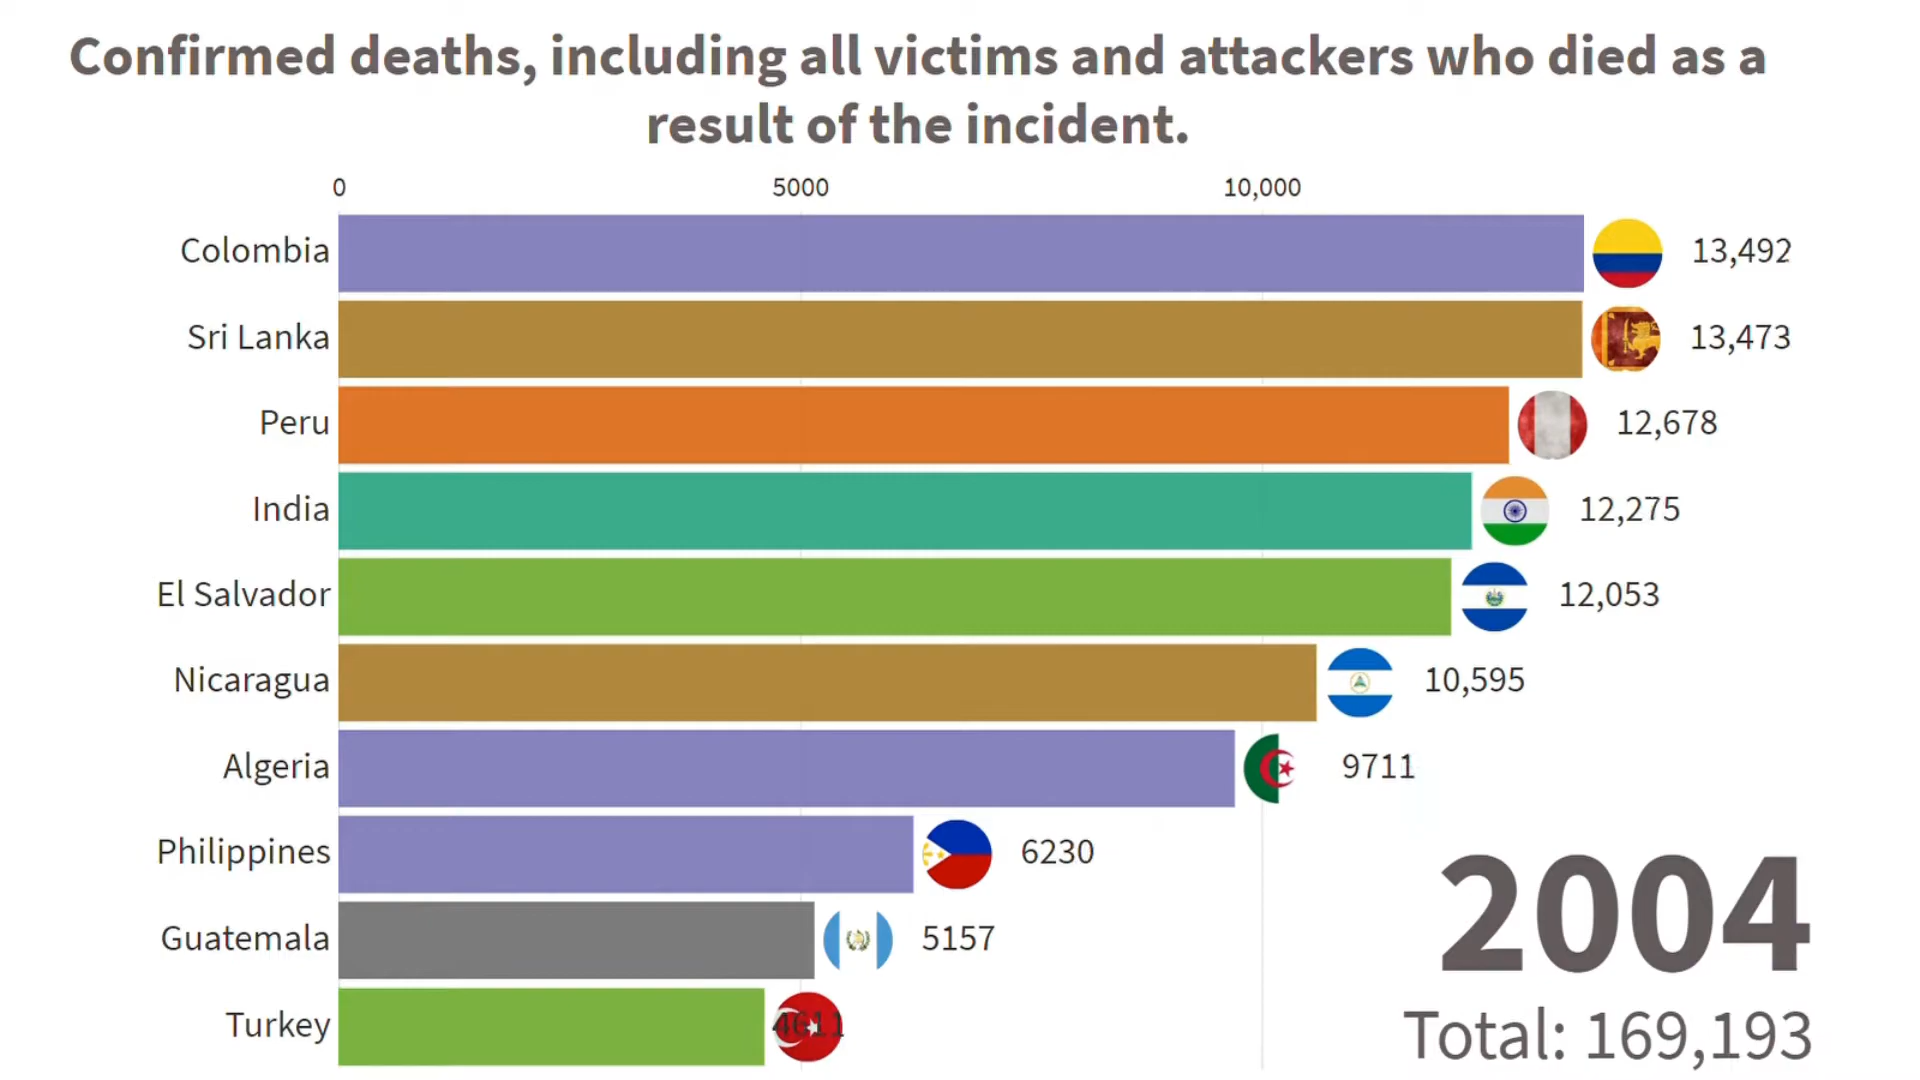 Confirmed deaths, including all victims and attackers who died as a
result of the incident.
0 5000 10,000
Colombia 13,492
Sri Lanka 13,473
Peru 12,678
India 12,275
El Salvador 12,053
Nicaragua 10,595
Algeria 9711
Philippines 6230
Guatemala 5157
Turkey 4611
2004
Total: 169,193